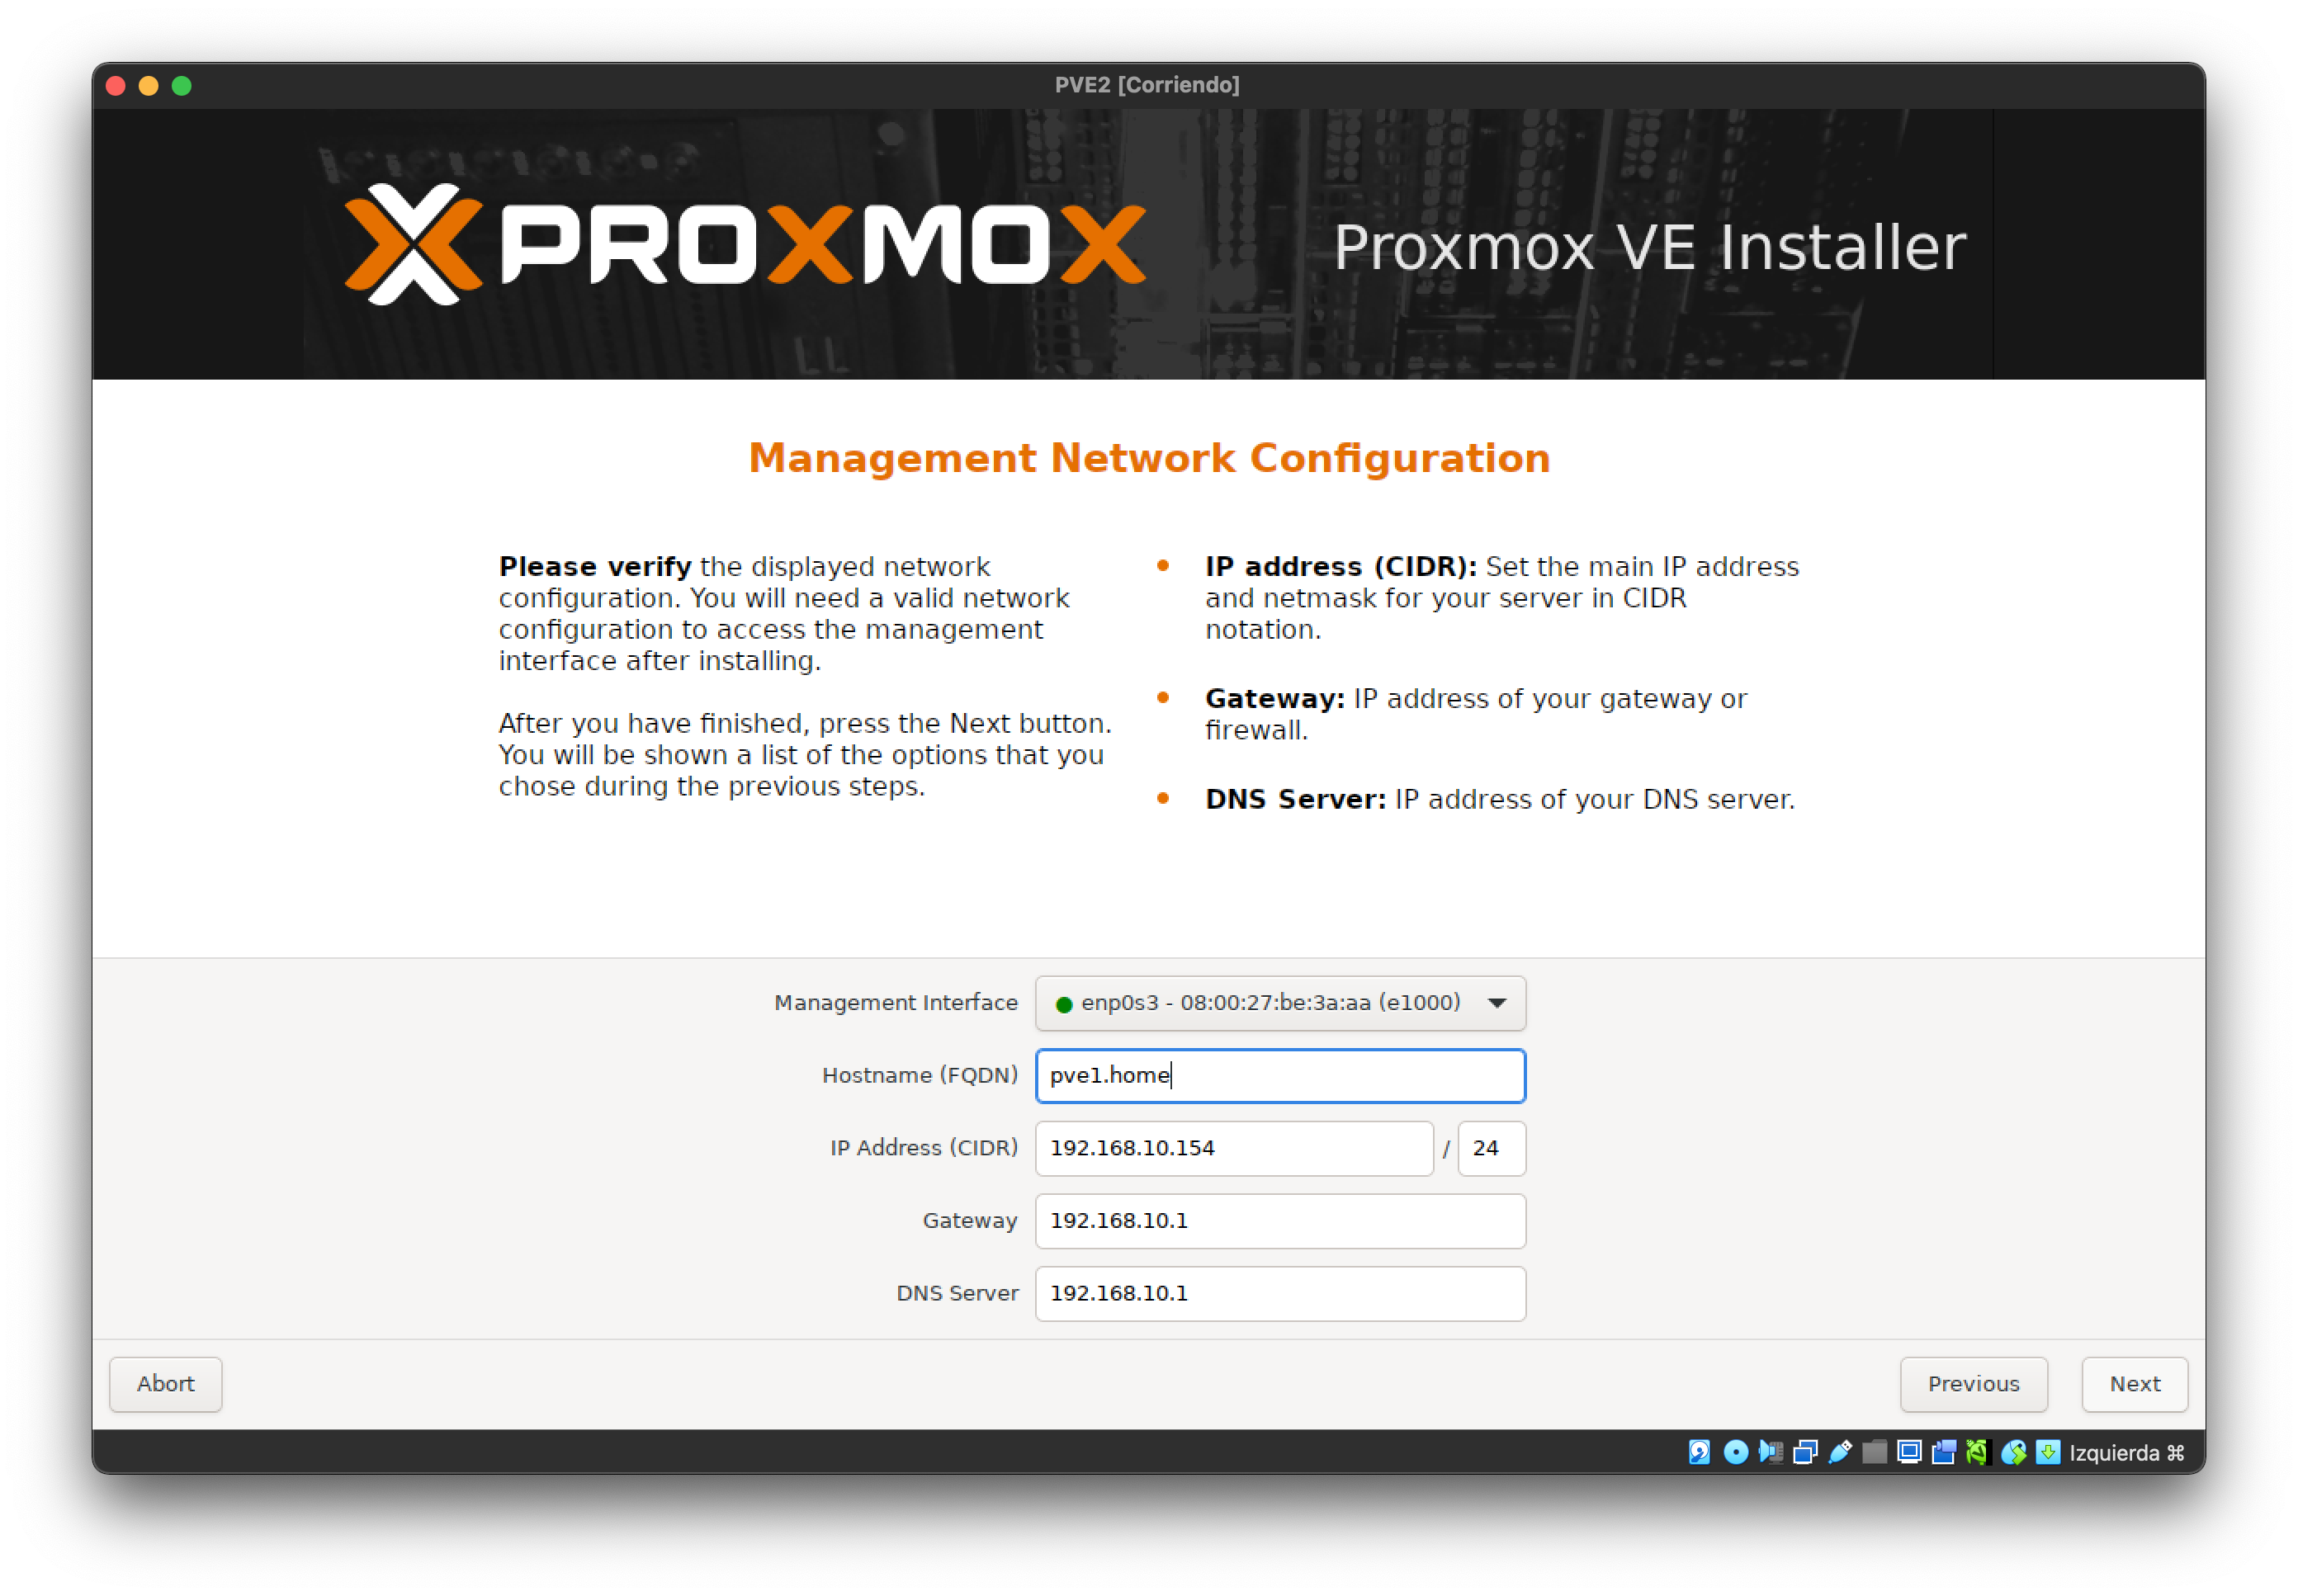 PVE2 [Corriendo]
PROXMOX
Proxmox VE Installer
Management Network Configuration
Please verify the displayed network
configuration. You will need a valid network
configuration to access the management
interface after installing.
After you have finished, press the Next button.
You will be shown a list of the options that you
chose during the previous steps.
IP address (CIDR): Set the main IP address
and netmask for your server in CIDR
notation.
Gateway: IP address of your gateway or
firewall.
DNS Server: IP address of your DNS server.
Management Interface enp0s3 - 08:00:27:be:3a:aa (e1000)
Hostname (FQDN) pve1.home
IP Address (CIDR) 192.168.10.154 / 24
Gateway 192.168.10.1
DNS Server 192.168.10.1
Abort Previous Next
Izquierda ⌘